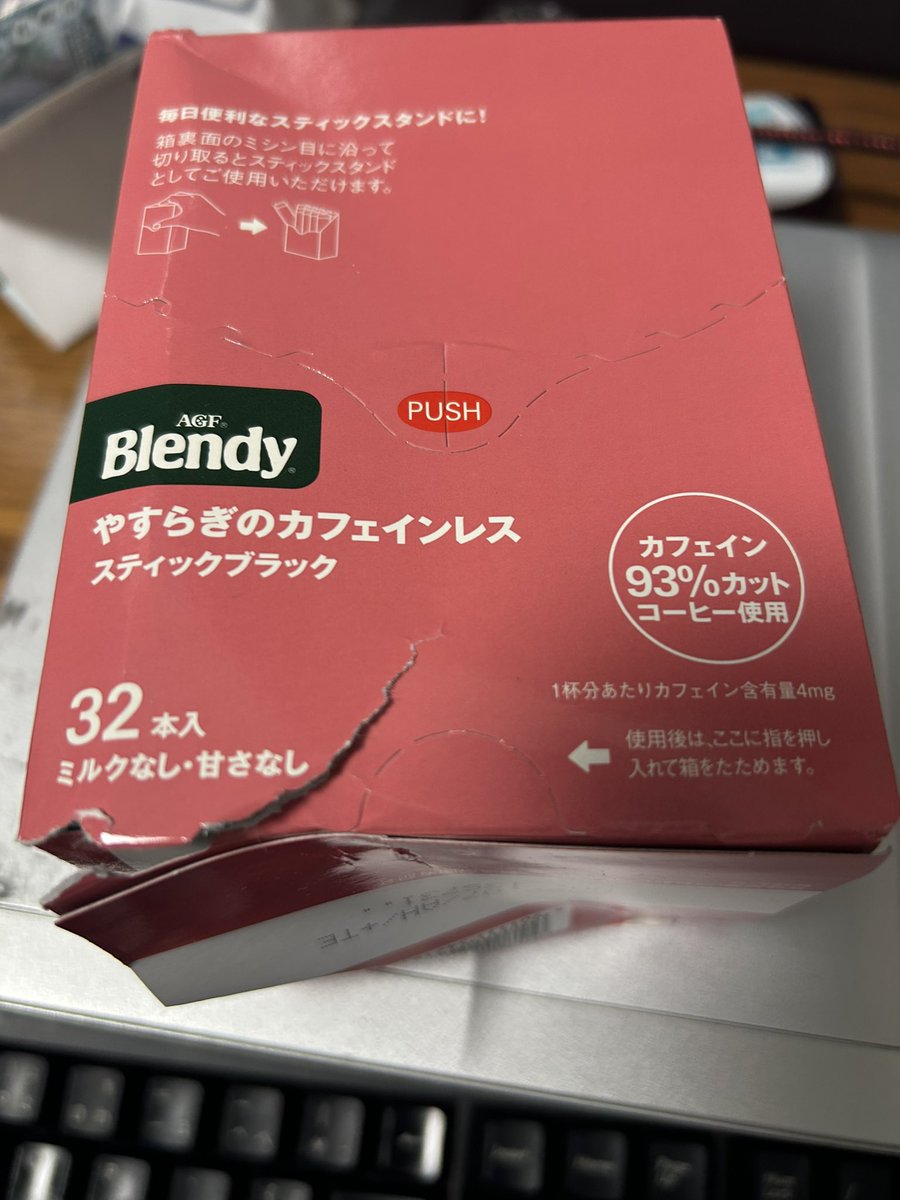 毎日便利なスティックスタンドに!
箱裏面のミシン目に沿って
切り取るとスティックスタンド
としてご使用いただけます。
PUSH
AGF®
Blendy®
やすらぎのカフェインレス
スティックブラック
カフェイン
93%カット
コーヒー使用
1杯分あたりカフェイン含有量4mg
32本入
ミルクなし・甘さなし
使用後は、ここに指を押し
入れて箱をたためます。